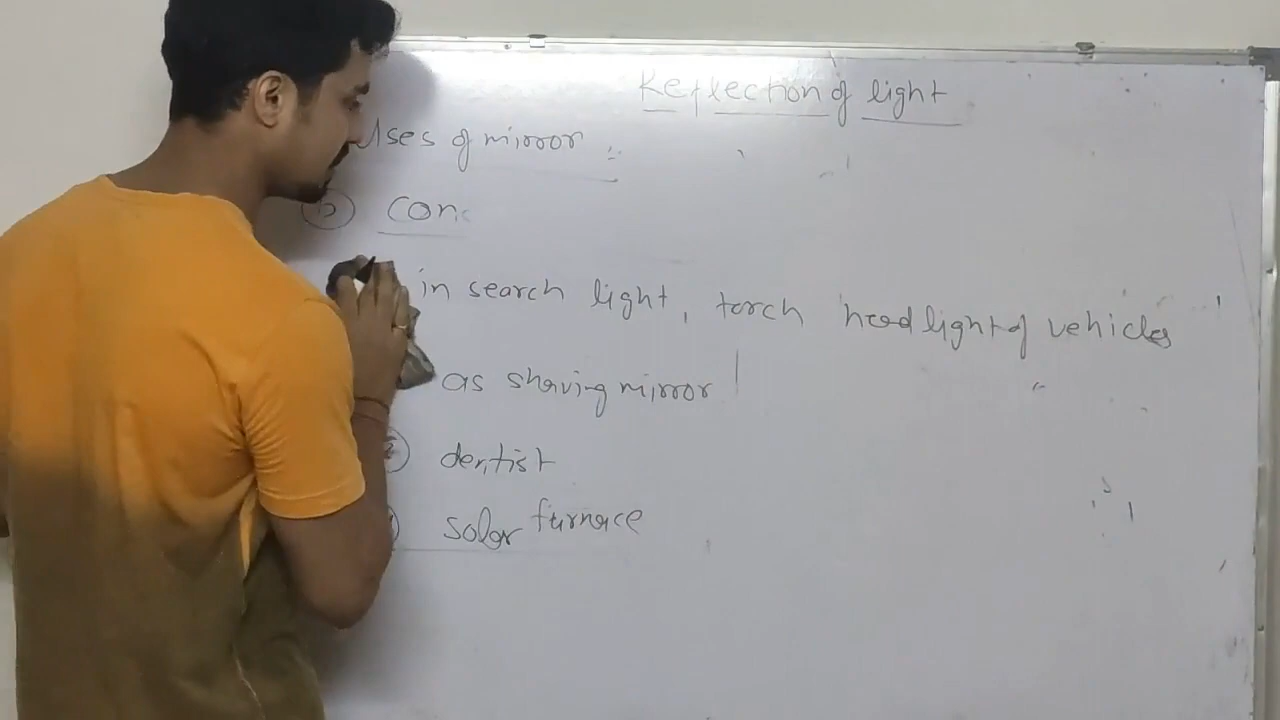 Reflection of light
Uses of mirror :-
(b) Con
in search light, torch head light of vehicles
as shaving mirror
dentist
solar furnace